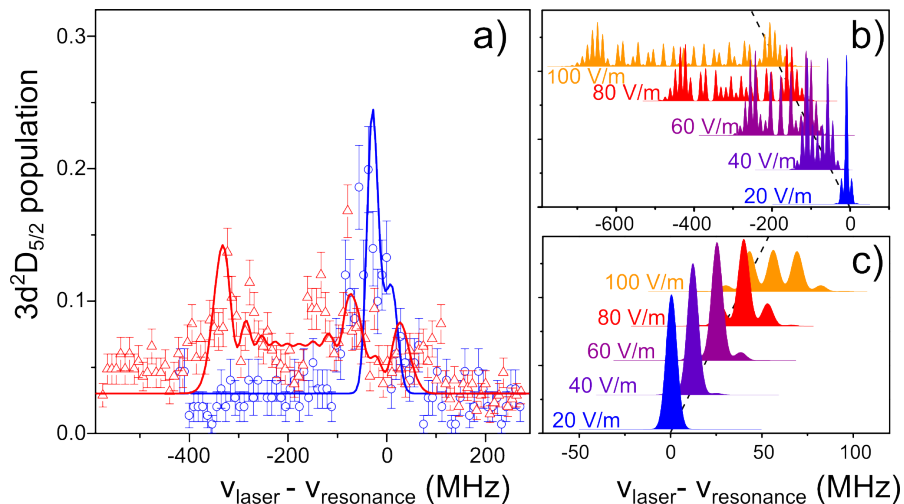 a)
0.3
0.2
0.1
0.0
3d²D5/2 population
-400
-200
0
200
νlaser - νresonance (MHz)
b)
100 V/m
80 V/m
60 V/m
40 V/m
20 V/m
-600
-400
-200
0
c)
100 V/m
80 V/m
60 V/m
40 V/m
20 V/m
-50
0
50
100
νlaser - νresonance (MHz)